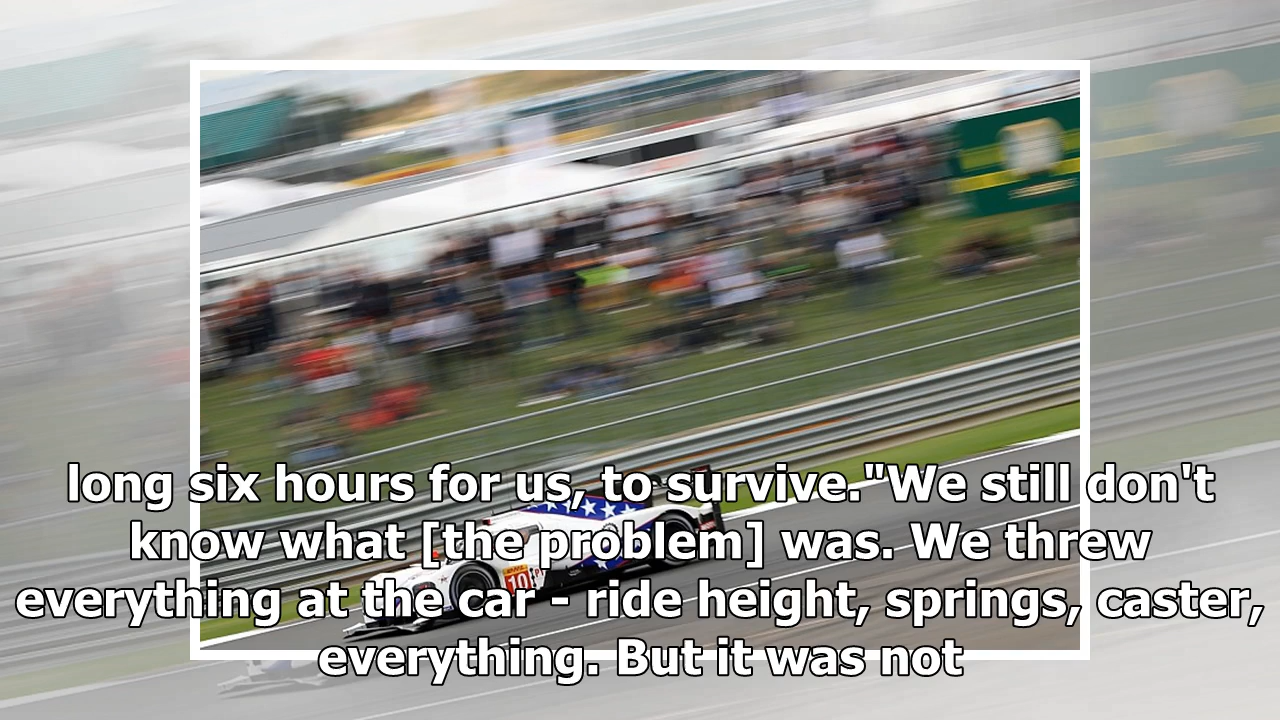 long six hours for us, to survive."We still don't
know what [the problem] was. We threw
everything at the car - ride height, springs, caster,
everything. But it was not
10